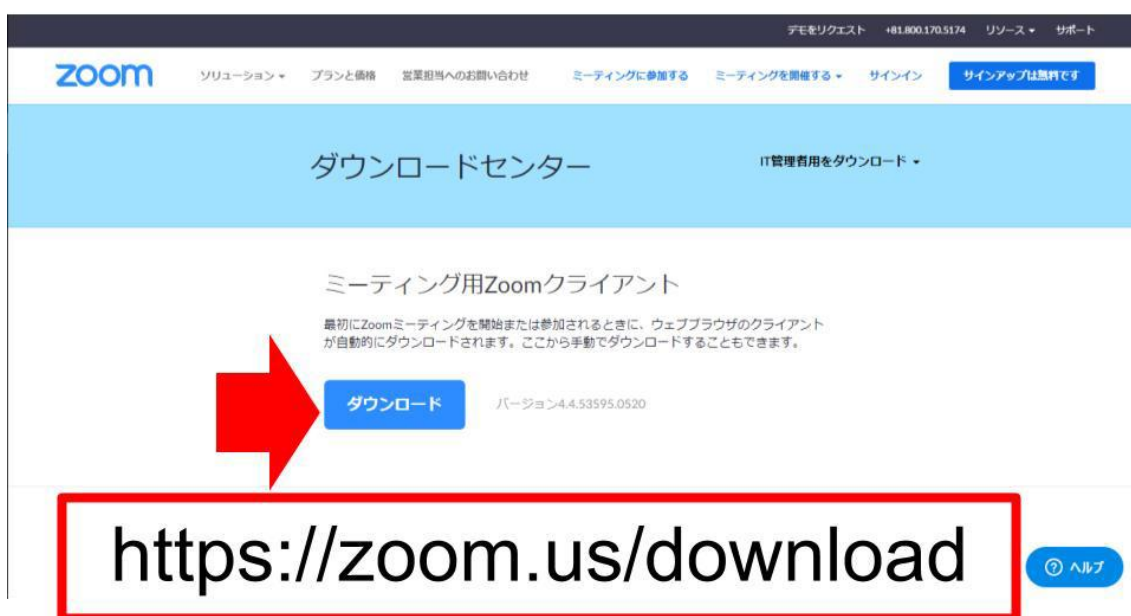 デモをリクエスト +81.800.170.5174 リソース サポート
zoom ソリューション プランと価格 営業担当へのお問い合わせ ミーティングに参加する ミーティングを開催する サインイン サインアップは無料です
ダウンロードセンター IT管理者用をダウンロード
ミーティング用Zoomクライアント
最初にZoomミーティングを開始または参加されるときに、ウェブブラウザのクライアント
が自動的にダウンロードされます。ここから手動でダウンロードすることもできます。
ダウンロード バージョン4.4.53595.0520
https://zoom.us/download
ヘルプ